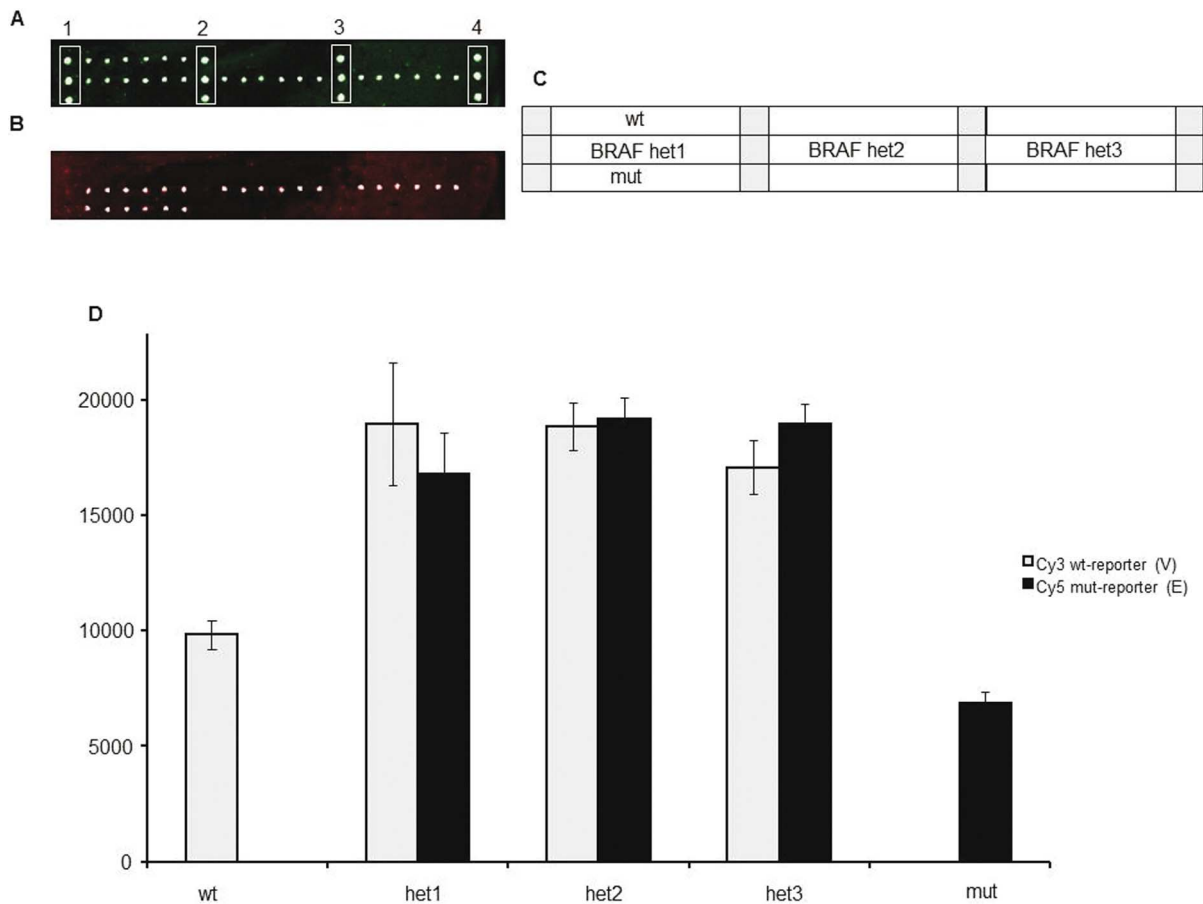 A
1 2 3 4
B
C
wt
BRAF het1 BRAF het2 BRAF het3
mut
D
20000
15000
10000
5000
0
wt het1 het2 het3 mut
Cy3 wt-reporter (V)
Cy5 mut-reporter (E)